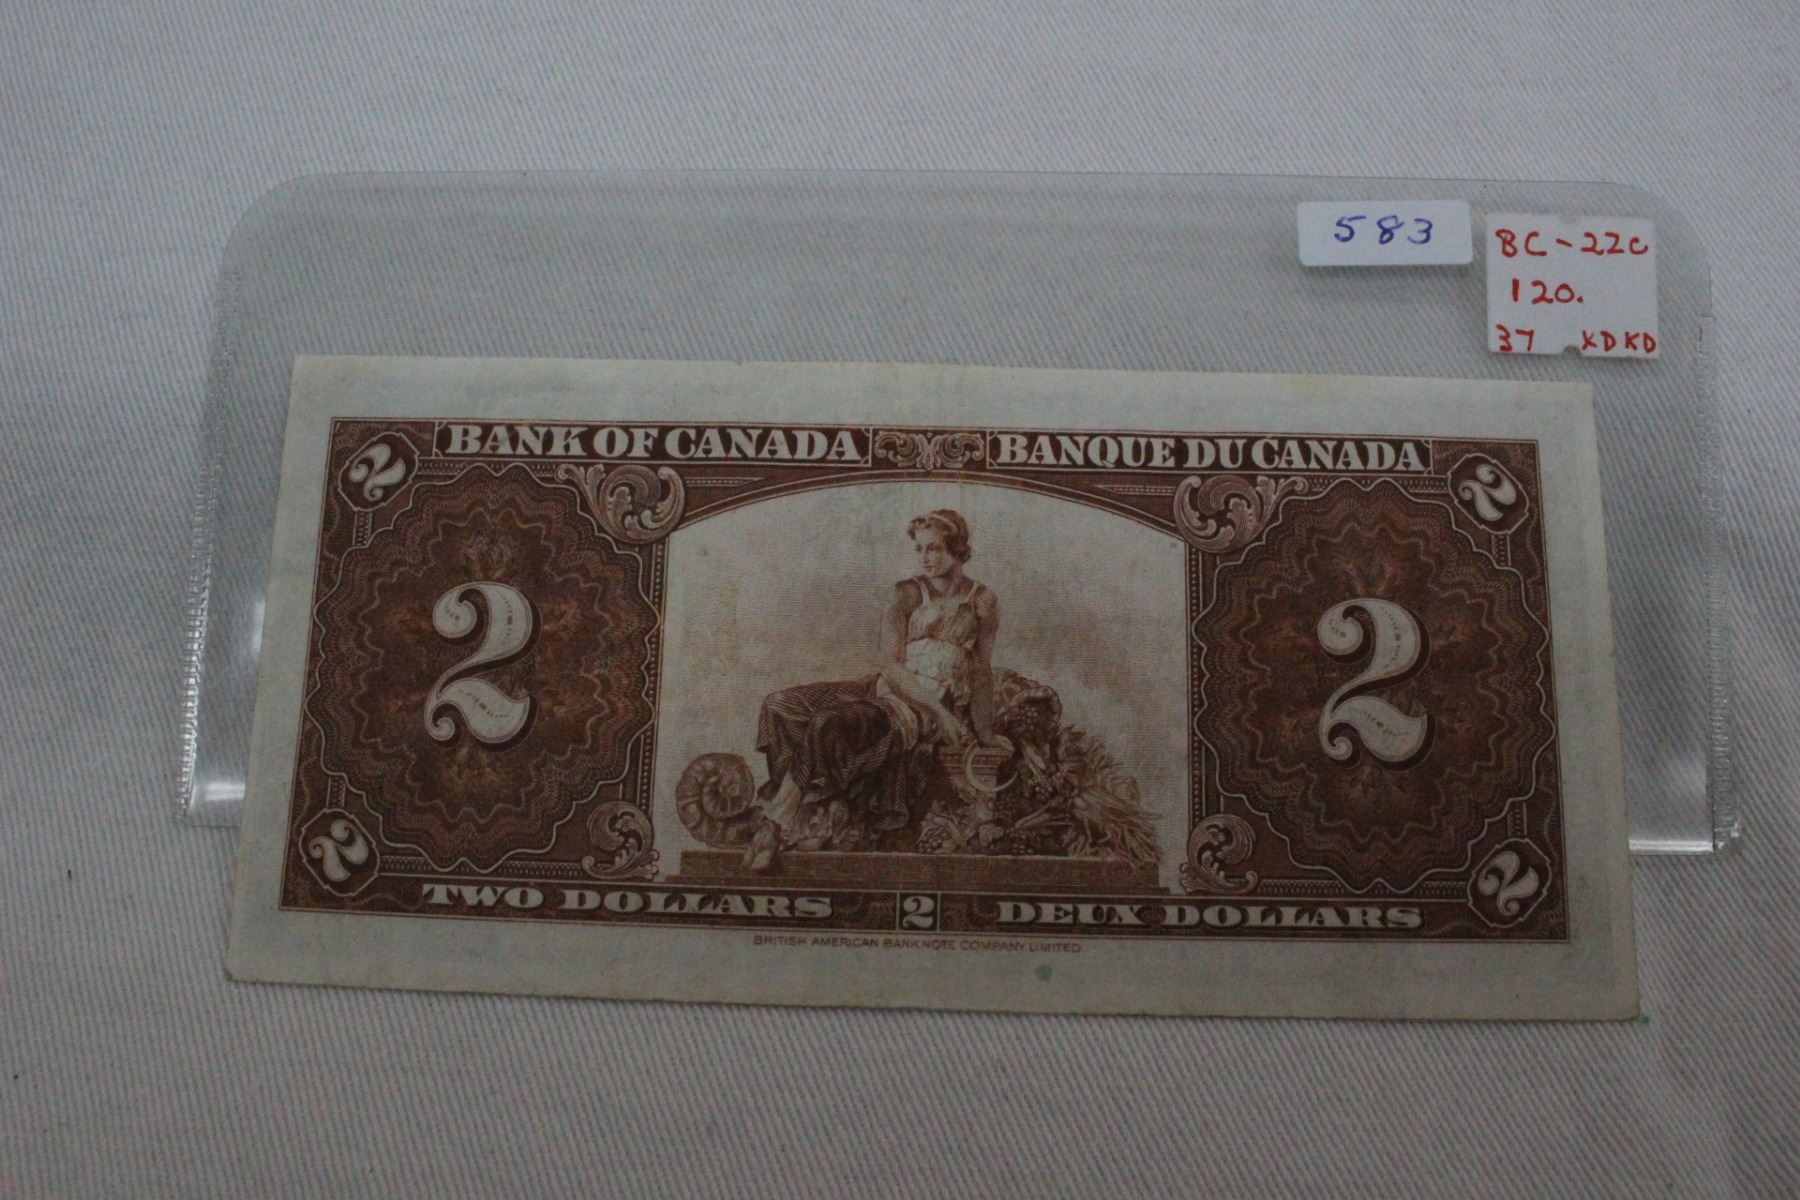 583
BC-22c
120.
37 XDKD
BANK OF CANADA BANQUE DU CANADA
2 2
2 2
2 2
TWO DOLLARS 2 DEUX DOLLARS
BRITISH AMERICAN BANK NOTE COMPANY LIMITED